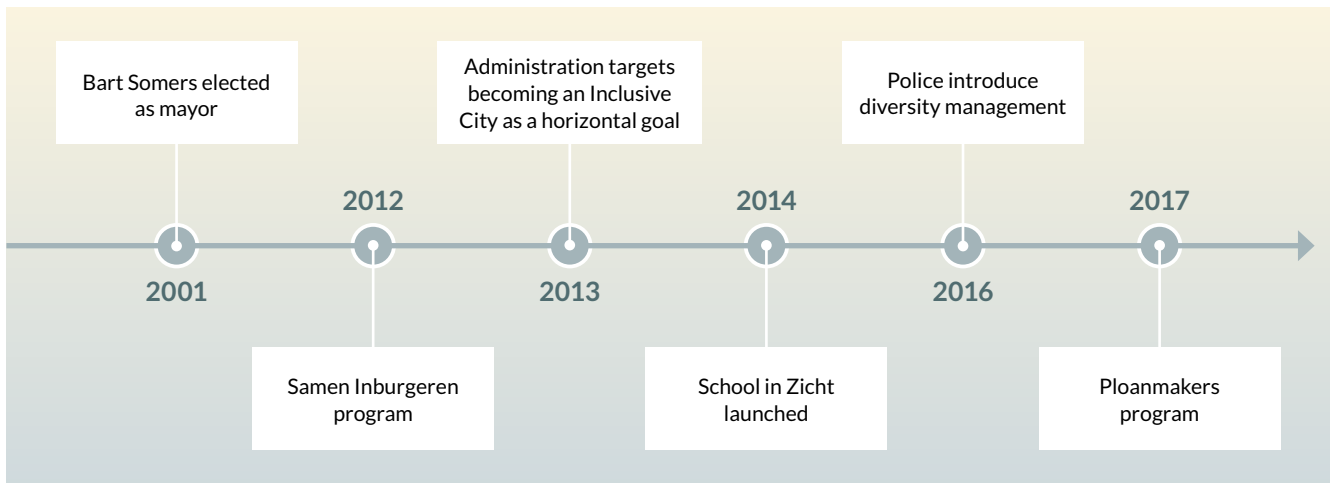 Bart Somers elected
as mayor
2001
2012
Samen Inburgeren
program
Administration targets
becoming an Inclusive
City as a horizontal goal
2013
2014
School in Zicht
launched
Police introduce
diversity management
2016
2017
Ploanmakers
program